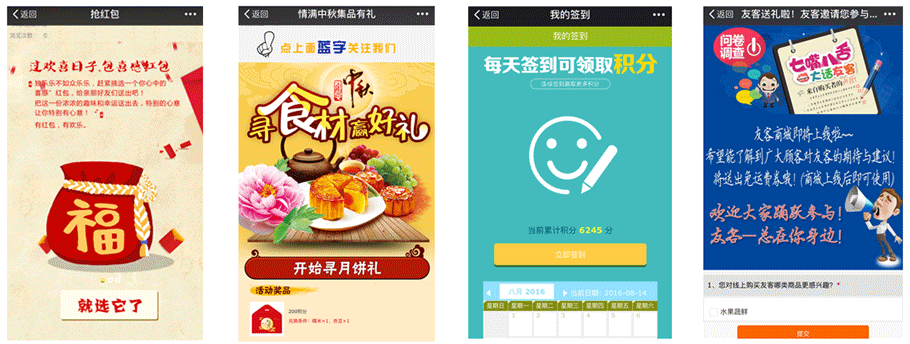 返回
抢红包
浏览次数： 0
这欢喜日子,包喜感红包
独乐乐不如众乐乐，赶紧挑选一个你心中的
"喜感"红包，给亲朋好友们送出吧！
把这一份浓浓的趣味和幸运送出去，特别的心意
让你特别有心意！
有红包，有欢乐。
福
就选它了
返回
情满中秋集品有礼
点上面蓝字关注我们
中秋
寻食材赢好礼
开始寻月饼礼
活动奖品
200积分
兑换条件：糯米×1、赤豆×1
返回
我的签到
我的签到
每天签到可领取积分
连续签到赢取更多积分
当前累计积分 6245 分
立即签到
八月 2016
当前日期：2016-08-14
星期日
星期一
星期二
星期三
星期四
星期五
星期六
1
2
3
4
5
6
返回
友客送礼啦！友客邀请您参与...
问卷
调查
七嘴八舌
大话友客
来自购买者的声音!
友客商城即将上线啦~~
希望能了解到广大顾客对友客的期待与建议!
将送出免运费券哦! (商城上线后即可使用)
欢迎大家踊跃参与!
友客一总在你身边!
1、您对线上购买友客哪类商品更感兴趣? *
水果蔬鲜
提交